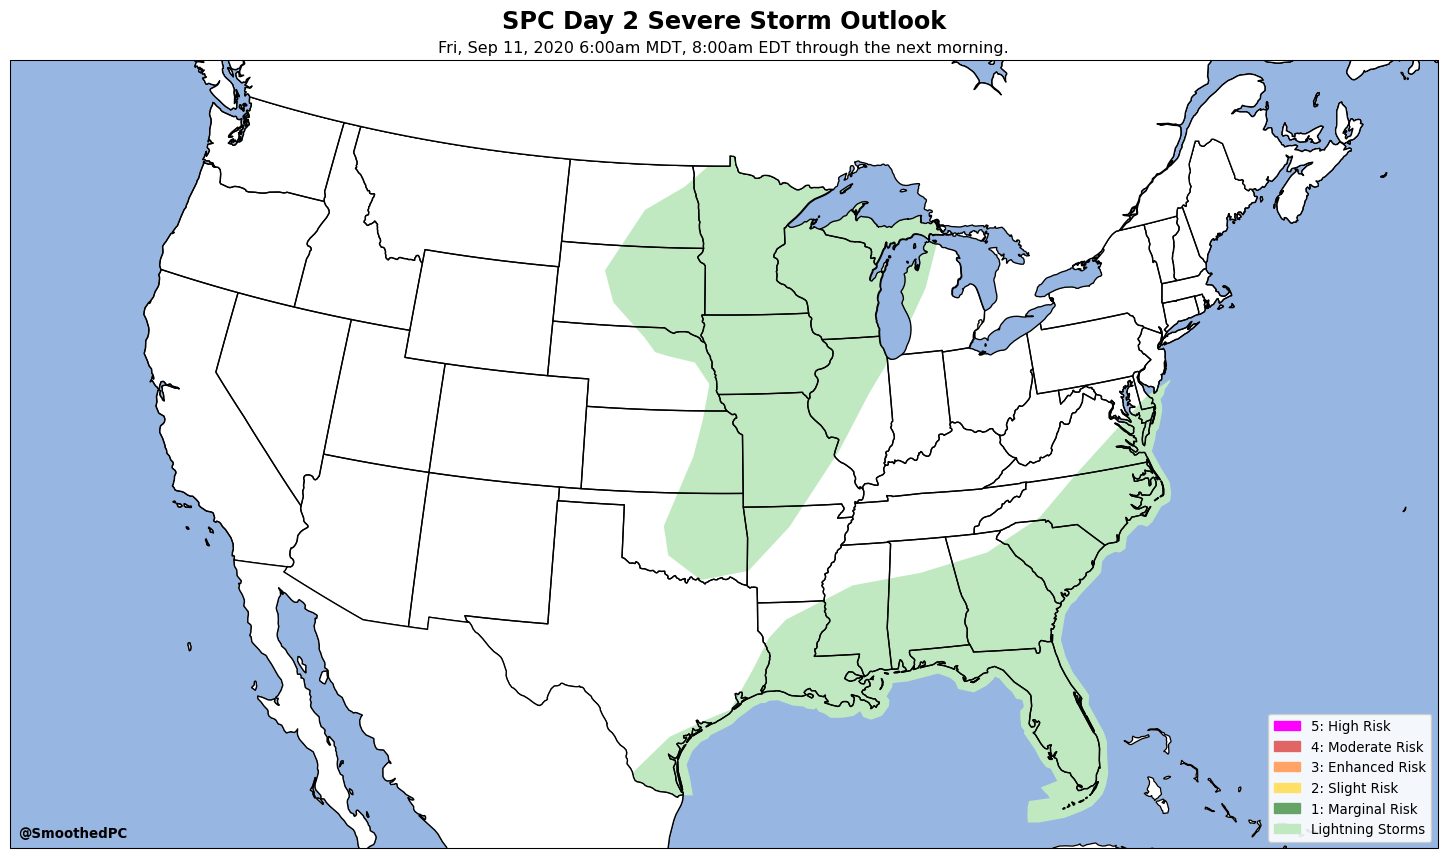 SPC Day 2 Severe Storm Outlook
Fri, Sep 11, 2020 6:00am MDT, 8:00am EDT through the next morning.
5: High Risk
4: Moderate Risk
3: Enhanced Risk
2: Slight Risk
1: Marginal Risk
Lightning Storms
@SmoothedPC